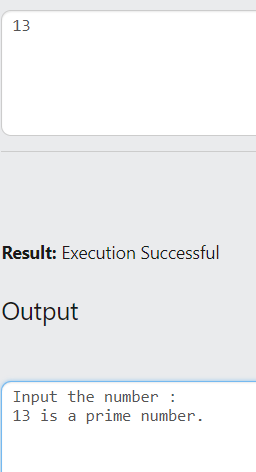 13
Result: Execution Successful
Output
Input the number :
13 is a prime number.